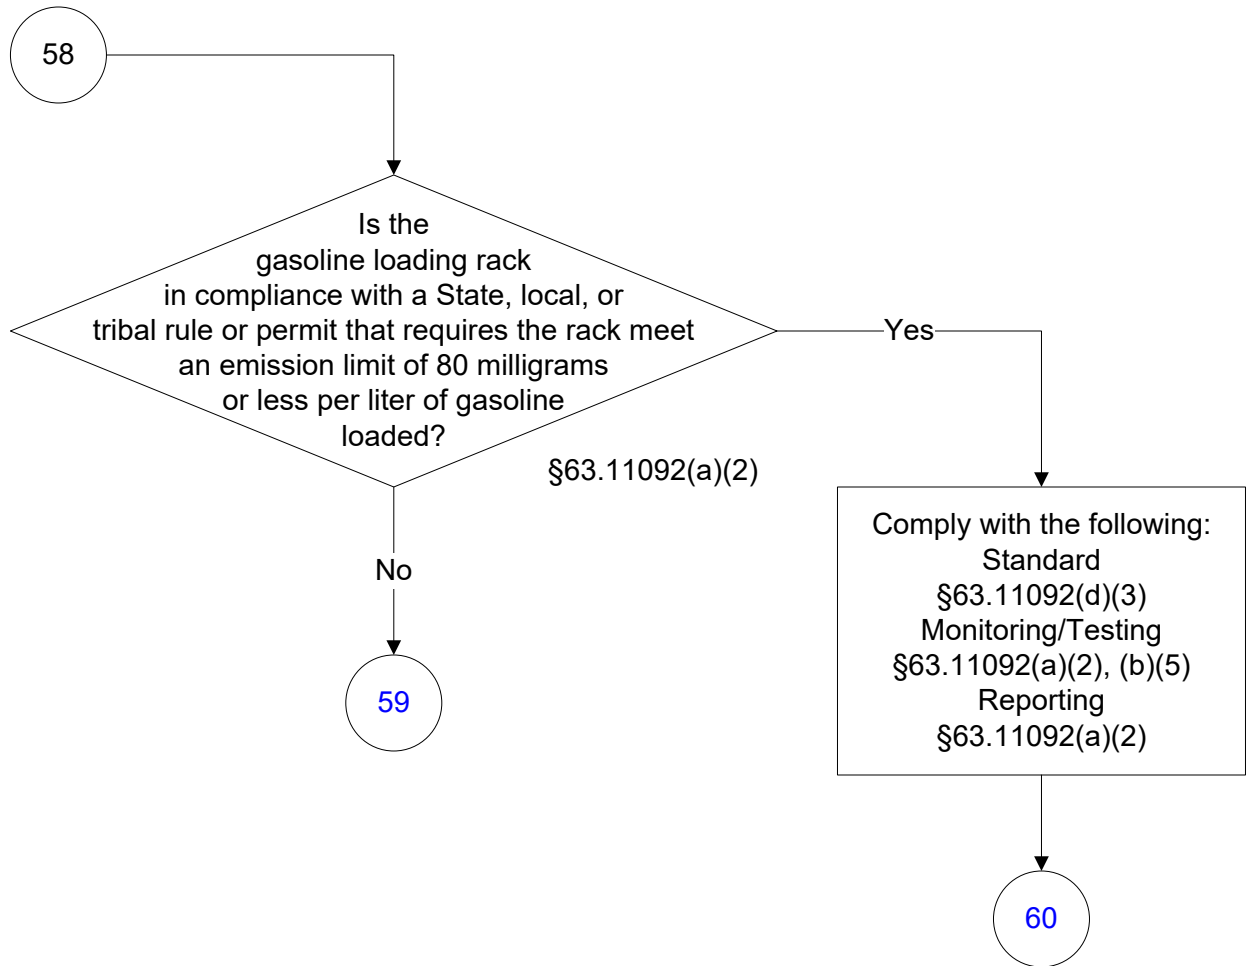 58
Is the
gasoline loading rack
in compliance with a State, local, or
tribal rule or permit that requires the rack meet
an emission limit of 80 milligrams
or less per liter of gasoline
loaded?
§63.11092(a)(2)
Yes
No
59
Comply with the following:
Standard
§63.11092(d)(3)
Monitoring/Testing
§63.11092(a)(2), (b)(5)
Reporting
§63.11092(a)(2)
60